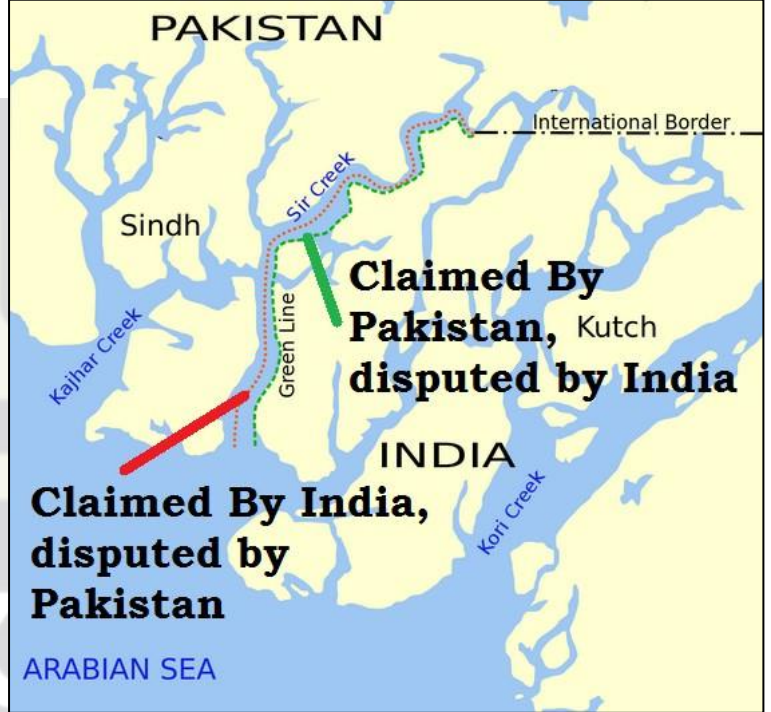 PAKISTAN
International Border
Sir Creek
Sindh
Claimed By
Pakistan,
disputed by India
Kutch
Green Line
Kajhar Creek
INDIA
Kori Creek
Claimed By India,
disputed by
Pakistan
ARABIAN SEA